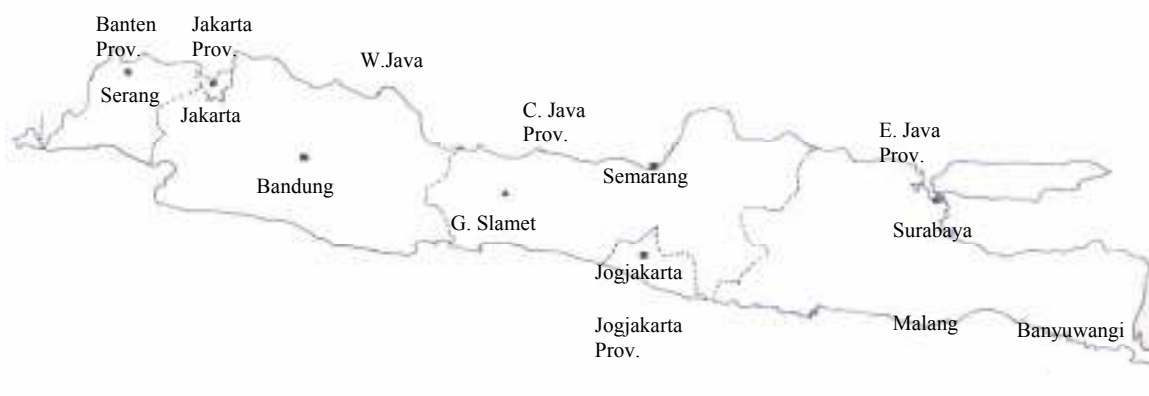 Banten
Prov.
Jakarta
Prov.
W.Java
Serang
Jakarta
C. Java
Prov.
E. Java
Prov.
Bandung
Semarang
G. Slamet
Surabaya
Jogjakarta
Jogjakarta
Prov.
Malang
Banyuwangi